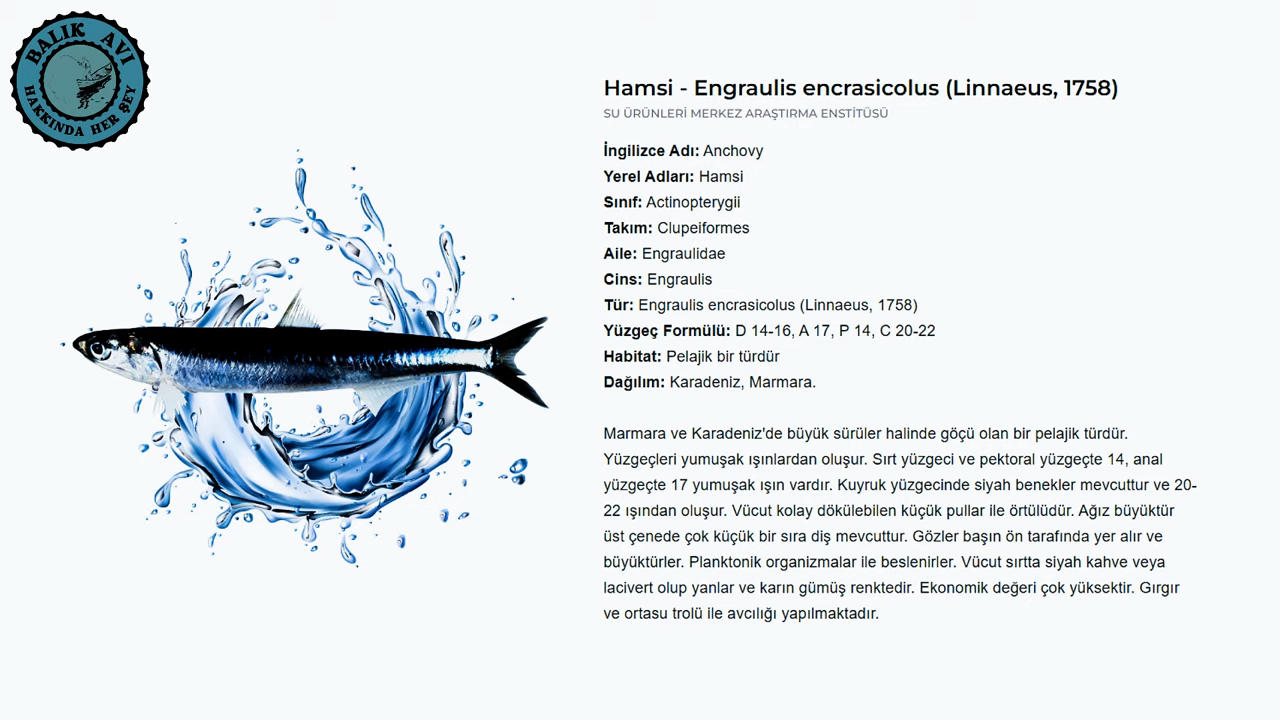 BALIK AVI
HAKKINDA HER ŞEY
Hamsi - Engraulis encrasicolus (Linnaeus, 1758)
SU ÜRÜNLERİ MERKEZ ARAŞTIRMA ENSTİTÜSÜ
İngilizce Adı: Anchovy
Yerel Adları: Hamsi
Sınıf: Actinopterygii
Takım: Clupeiformes
Aile: Engraulidae
Cins: Engraulis
Tür: Engraulis encrasicolus (Linnaeus, 1758)
Yüzgeç Formülü: D 14-16, A 17, P 14, C 20-22
Habitat: Pelajik bir türdür
Dağılım: Karadeniz, Marmara.
Marmara ve Karadeniz'de büyük sürüler halinde göçü olan bir pelajik türdür.
Yüzgeçleri yumuşak ışınlardan oluşur. Sırt yüzgeci ve pektoral yüzgeçte 14, anal
yüzgeçte 17 yumuşak ışın vardır. Kuyruk yüzgecinde siyah benekler mevcuttur ve 20-
22 ışından oluşur. Vücut kolay dökülebilen küçük pullar ile örtülüdür. Ağız büyüktür
üst çenede çok küçük bir sıra diş mevcuttur. Gözler başın ön tarafında yer alır ve
büyüktürler. Planktonik organizmalar ile beslenirler. Vücut sırtta siyah kahve veya
lacivert olup yanlar ve karın gümüş renktedir. Ekonomik değeri çok yüksektir. Gırgır
ve ortasu trolü ile avcılığı yapılmaktadır.